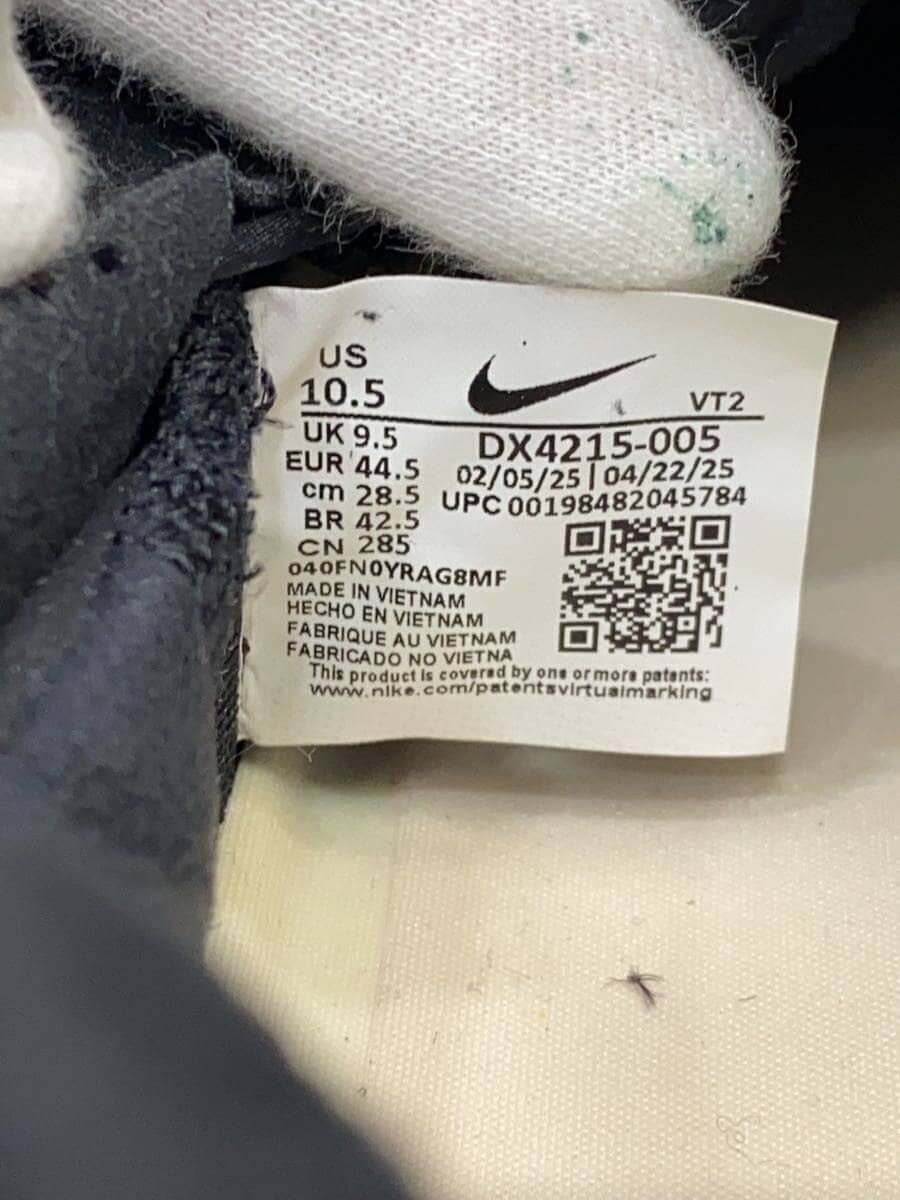 US
10.5
VT2
UK 9.5
DX4215-005
EUR 44.5
02/05/25 | 04/22/25
cm 28.5
UPC 00198482045784
BR 42.5
CN 285
040FN0YRAG8MF
MADE IN VIETNAM
HECHO EN VIETNAM
FABRIQUE AU VIETNAM
FABRICADO NO VIETNA
This product is covered by one or more patents:
www.nike.com/patentsvirtualmarking